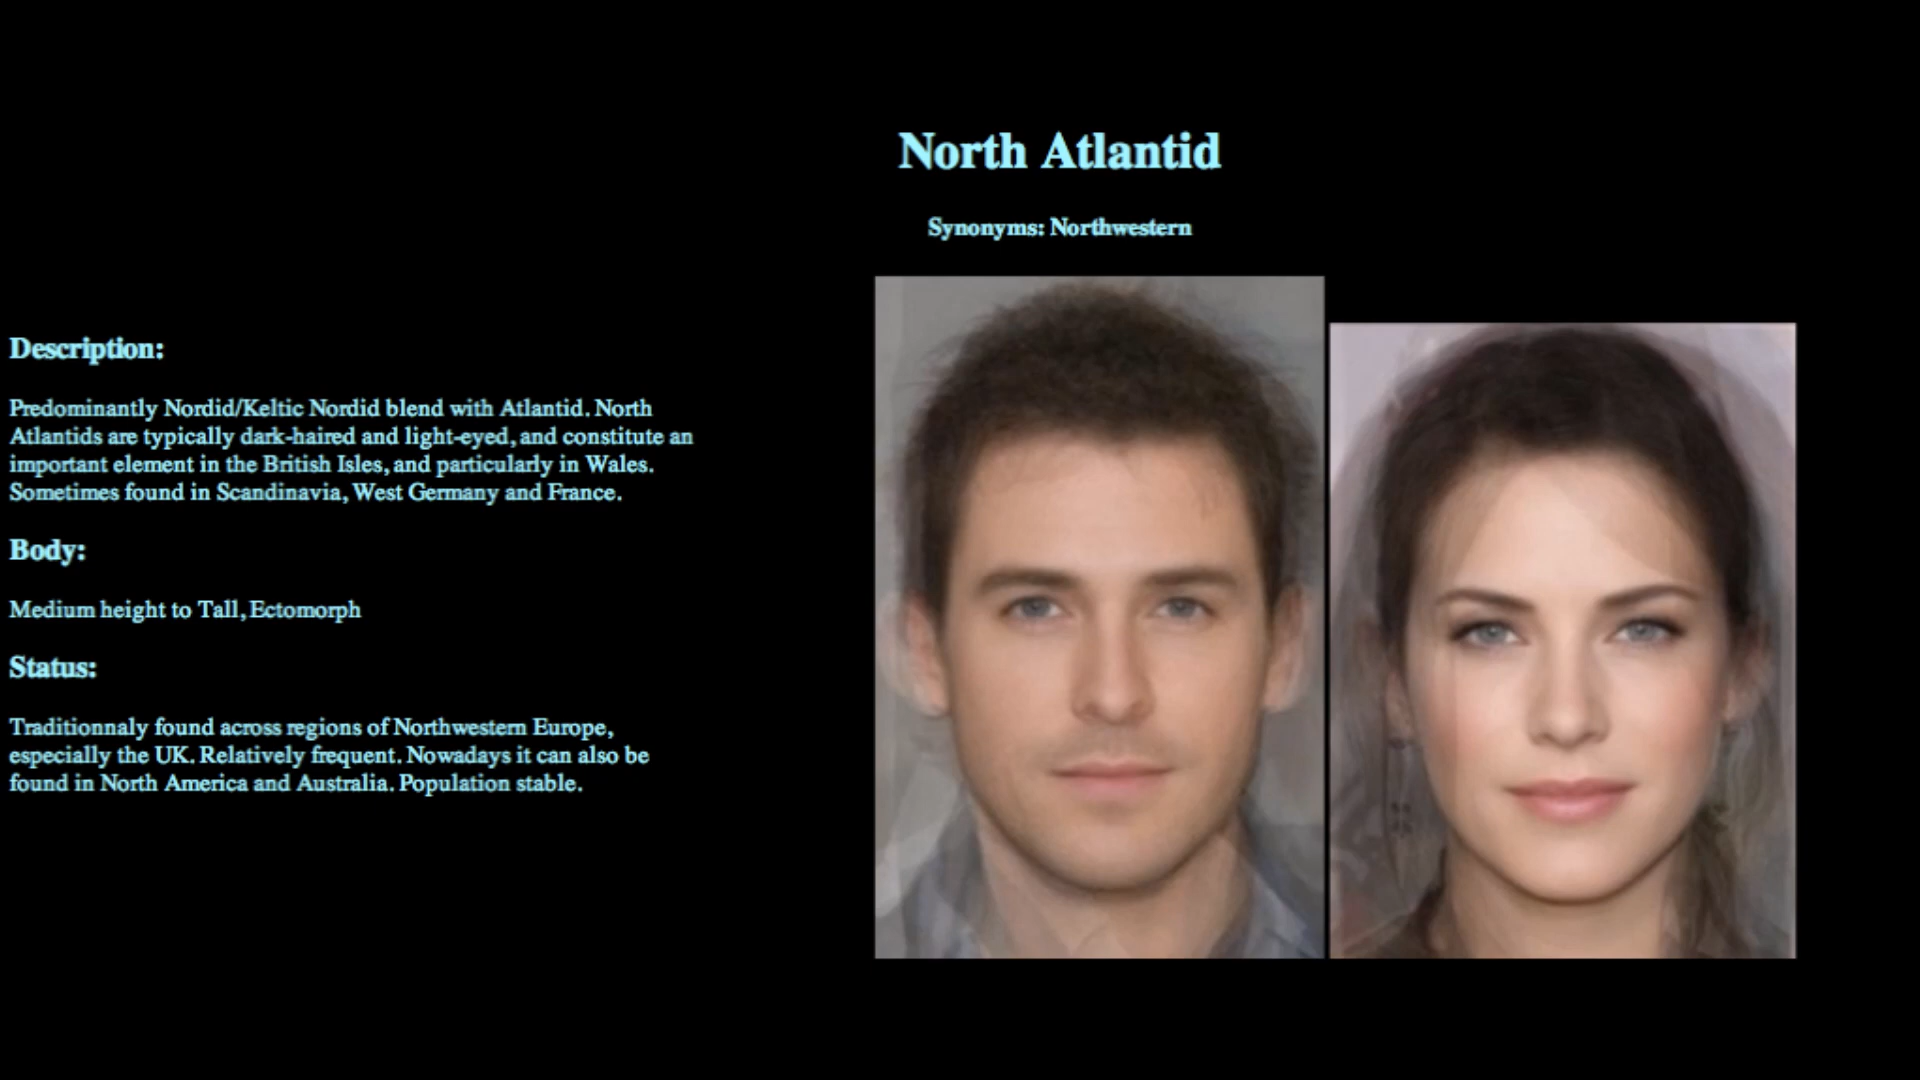 North Atlantid
Synonyms: Northwestern
Description:
Predominantly Nordid/Keltic Nordid blend with Atlantid. North
Atlantids are typically dark-haired and light-eyed, and constitute an
important element in the British Isles, and particularly in Wales.
Sometimes found in Scandinavia, West Germany and France.
Body:
Medium height to Tall, Ectomorph
Status:
Traditionnaly found across regions of Northwestern Europe,
especially the UK. Relatively frequent. Nowadays it can also be
found in North America and Australia. Population stable.